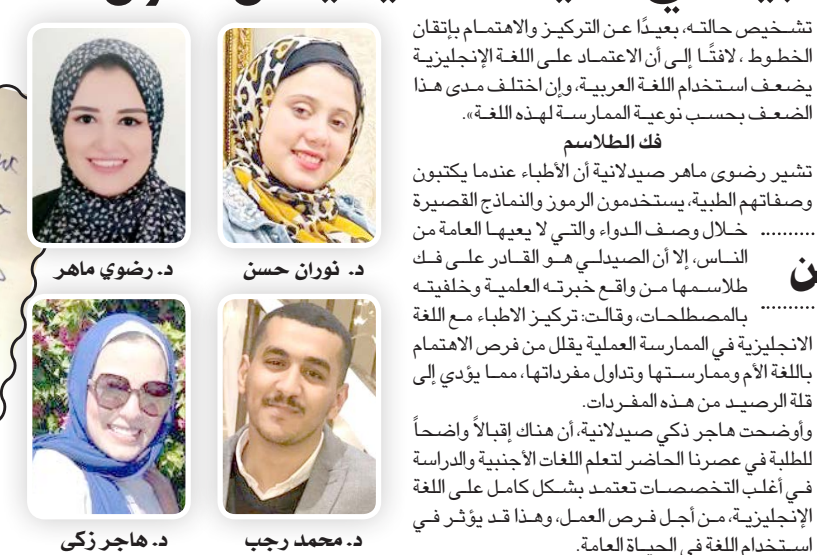 تشخيص حالته، بعيدًا عن التركيز والاهتمام بإتقان
الخطوط، لافتًا إلى أن الاعتماد على اللغة الإنجليزية
يضعف استخدام اللغة العربية، وإن اختلف مدى هذا
الضعف بحسب نوعية الممارسة لهذه اللغة».
فك الطلاسم
تشير رضوى ماهر صيدلانية أن الأطباء عندما يكتبون
وصفاتهم الطبية، يستخدمون الرموز والنماذج القصيرة
خلال وصف الدواء والتي لا يعيها العامة من
الناس، إلا أن الصيدلي هو القادر على فك
طلاسمها من واقع خبرته العلمية وخلفيته
بالمصطلحات، وقالت: تركيز الاطباء مع اللغة
الانجليزية في الممارسة العملية يقلل من فرص الاهتمام
باللغة الأم وممارستها وتداول مفرداتها، مما يؤدي إلى
قلة الرصيد من هذه المفردات.
وأوضحت هاجر ذكي صيدلانية، أن هناك إقبالاً واضحاً
للطلبة في عصرنا الحاضر لتعلم اللغات الأجنبية والدراسة
في أغلب التخصصات تعتمد بشكل كامل على اللغة
الإنجليزية، من أجل فرص العمل، وهذا قد يؤثر في
استخدام اللغة في الحياة العامة.
د. نوران حسن
د. رضوي ماهر
د. محمد رجب
د. هاجر زكى